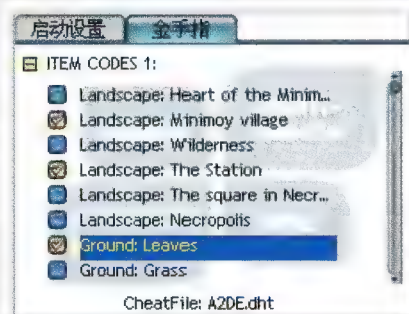 启动设置 金手指
ITEM CODES 1:
Landscape: Heart of the Minim...
Landscape: Minimoy village
Landscape: Wilderness
Landscape: The Station
Landscape: The square in Necr...
Landscape: Necropolis
Ground: Leaves
Ground: Grass
CheatFile: A2DE.dht